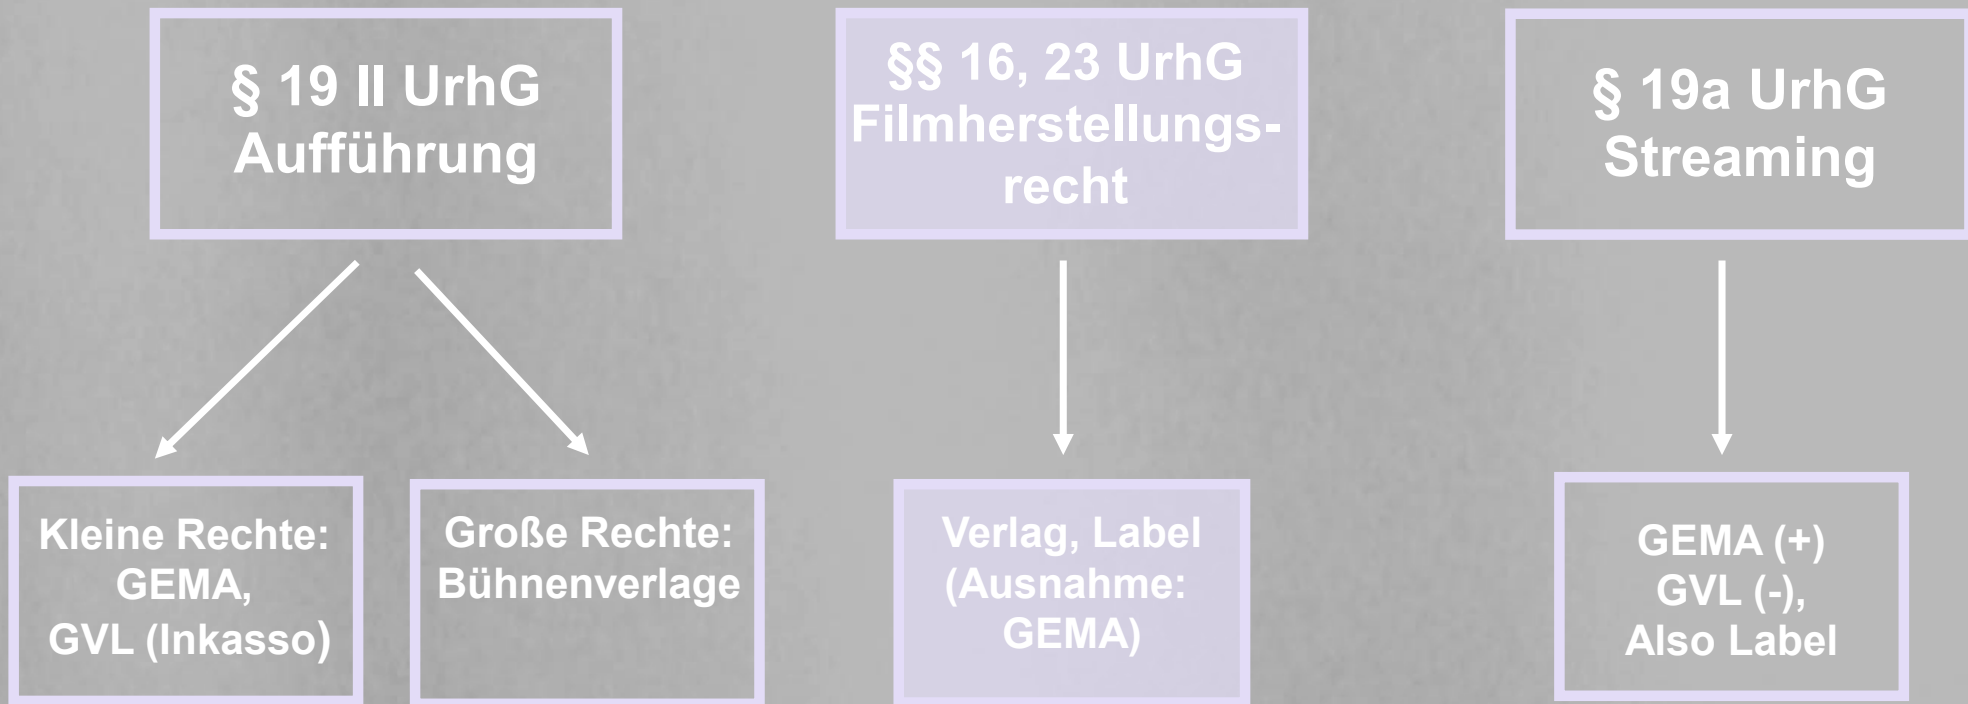 § 19 II UrhG
Aufführung
§§ 16, 23 UrhG
Filmherstellungs-
recht
§ 19a UrhG
Streaming
Kleine Rechte:
GEMA,
GVL (Inkasso)
Große Rechte:
Bühnenverlage
Verlag, Label
(Ausnahme:
GEMA)
GEMA (+)
GVL (-),
Also Label